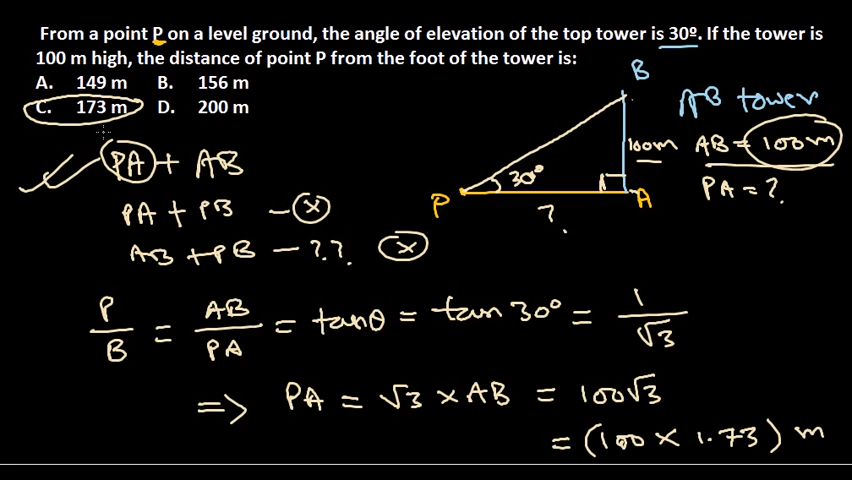 From a point P on a level ground, the angle of elevation of the top tower is 30º. If the tower is
100 m high, the distance of point P from the foot of the tower is:
A. 149 m B. 156 m
C. 173 m D. 200 m
B
AB tower
100m
AB = 100m
PA = ?
30°
P
A
?
PA + AB
PA + PB - x
AB + PB - ?? x
P/B = AB/PA = tanθ = tan 30° = 1/√3
=> PA = √3 × AB = 100√3
= (100 × 1.73) m